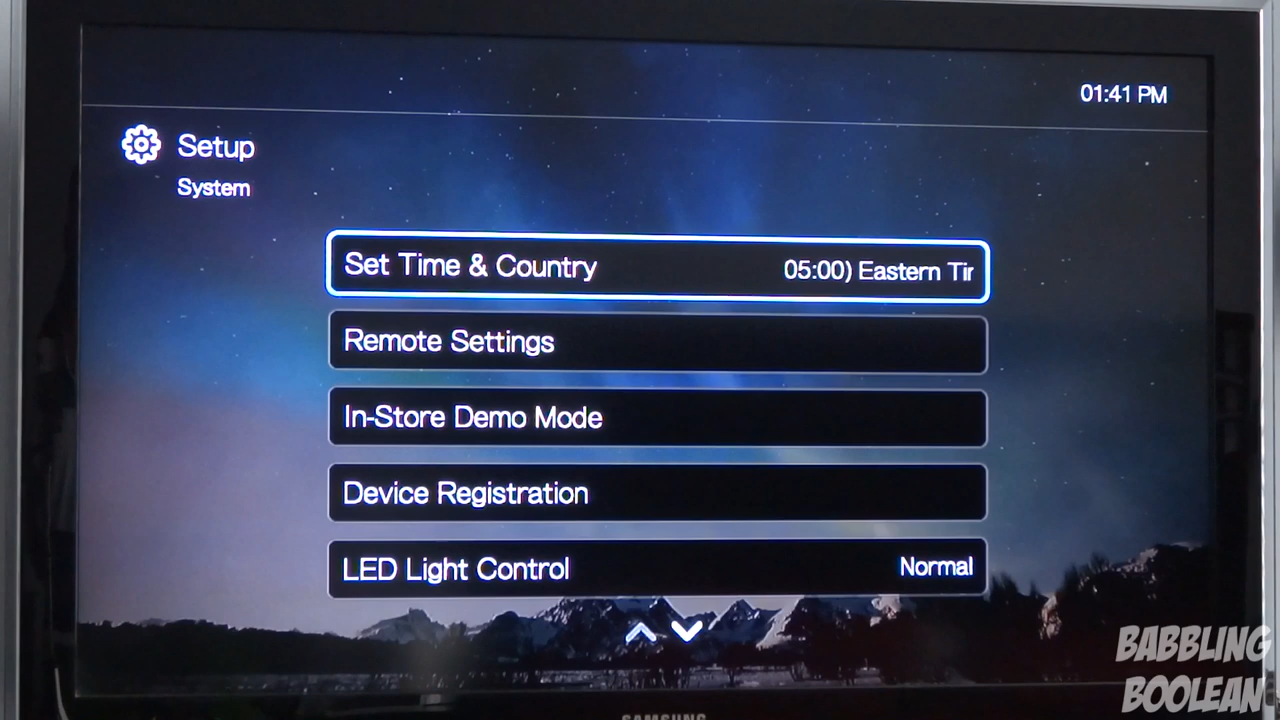 01:41 PM
Setup
System
Set Time & Country 05:00) Eastern Tir
Remote Settings
In-Store Demo Mode
Device Registration
LED Light Control Normal
SAMSUNG
BABBLING
BOOLEAN